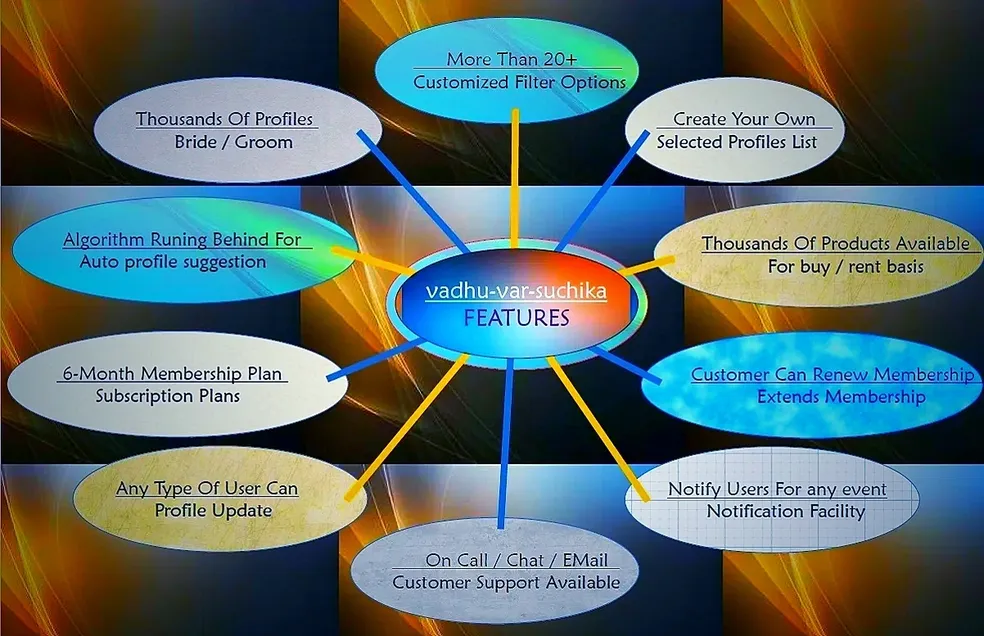 More Than 20+
Customized Filter Options
Thousands Of Profiles
Bride / Groom
Create Your Own
Selected Profiles List
Algorithm Runing Behind For
Auto profile suggestion
Thousands Of Products Available
For buy / rent basis
vadhu-var-suchika
FEATURES
6-Month Membership Plan
Subscription Plans
Customer Can Renew Membership
Extends Membership
Any Type Of User Can
Profile Update
Notify Users For any event
Notification Facility
On Call / Chat / EMail
Customer Support Available